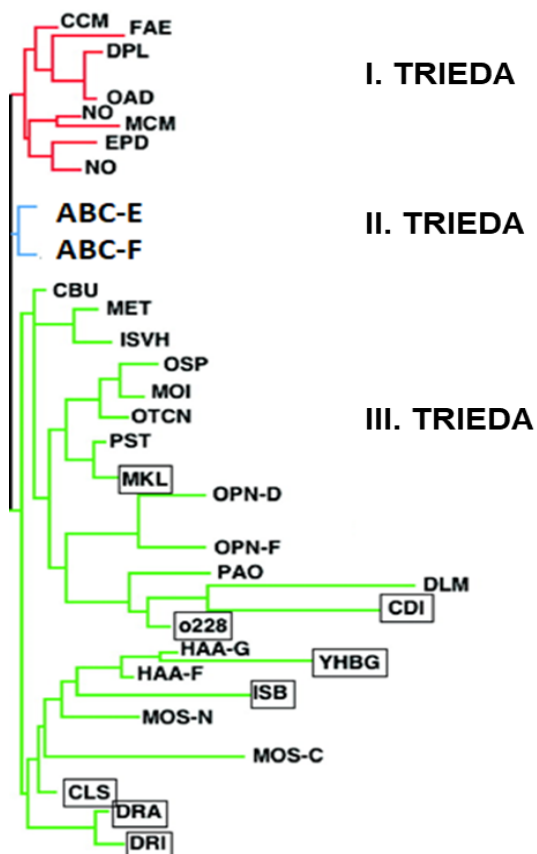 CCM
FAE
DPL
I. TRIEDA
OAD
NO
MCM
EPD
NO
ABC-E
II. TRIEDA
ABC-F
CBU
MET
ISVH
OSP
MOI
OTCN
III. TRIEDA
PST
MKL
OPN-D
OPN-F
PAO
DLM
CDI
o228
HAA-G
YHBG
HAA-F
ISB
MOS-N
MOS-C
CLS
DRA
DRI